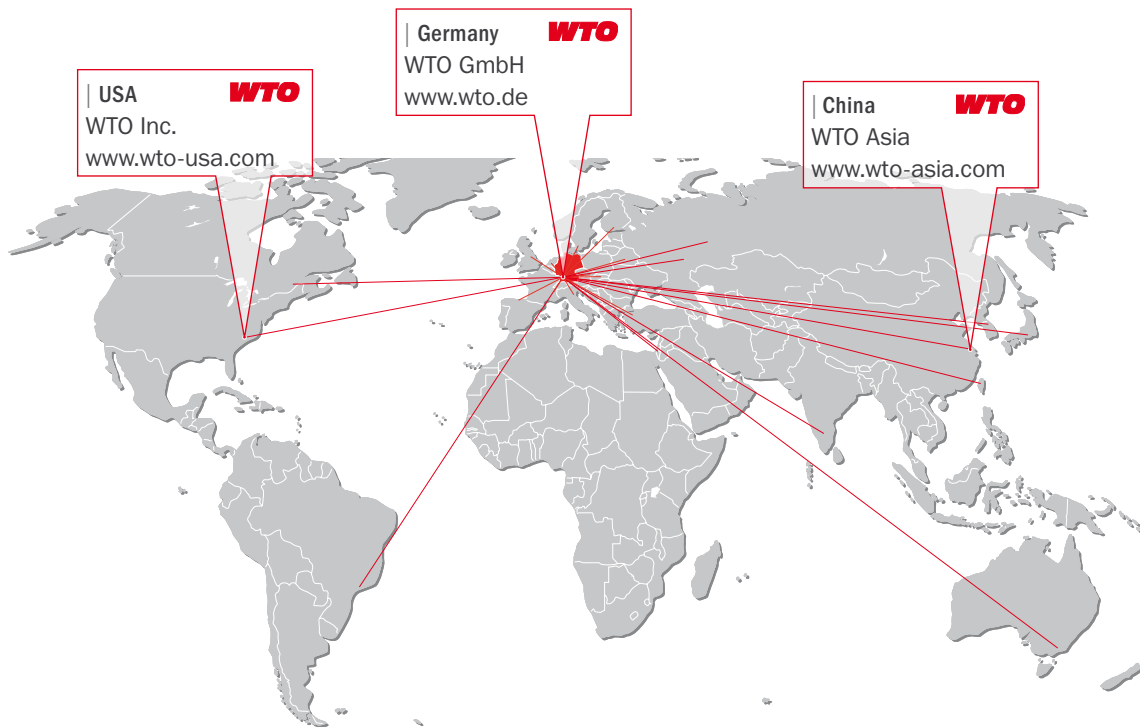 | USA WTO
WTO Inc.
www.wto-usa.com
| Germany WTO
WTO GmbH
www.wto.de
| China WTO
WTO Asia
www.wto-asia.com